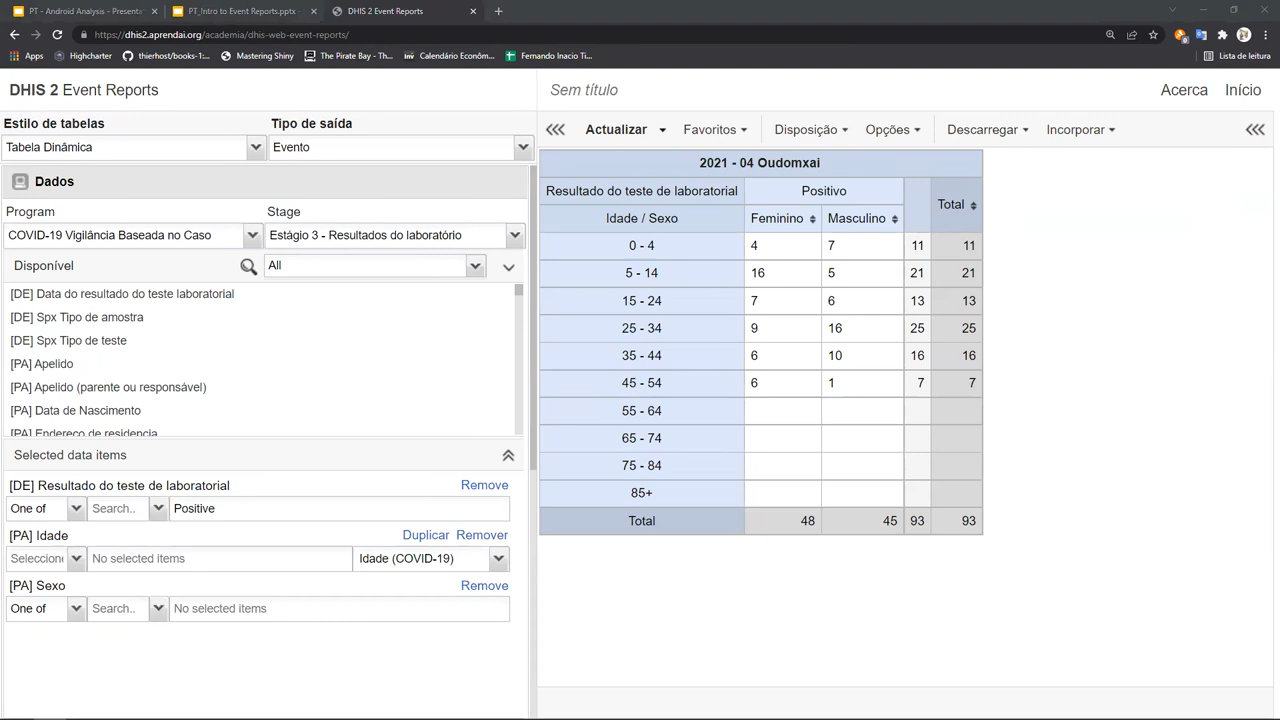 PT - Android Analysis - Presenta
PT_Intro to Event Reports.pptx -
DHIS 2 Event Reports
https://dhis2.aprendai.org/academia/dhis-web-event-reports/
Apps
Highcharter
thierhost/books-1:...
Mastering Shiny
The Pirate Bay - Th...
Calendário Econôm...
Fernando Inacio Ti...
Lista de leitura
DHIS 2 Event Reports
Sem título
Acerca
Início
Estilo de tabelas
Tipo de saída
Tabela Dinâmica
Evento
Actualizar
Favoritos
Disposição
Opções
Descarregar
Incorporar
Dados
Program
Stage
COVID-19 Vigilância Baseada no Caso
Estágio 3 - Resultados do laboratório
Disponível
All
[DE] Data do resultado do teste laboratorial
[DE] Spx Tipo de amostra
[DE] Spx Tipo de teste
[PA] Apelido
[PA] Apelido (parente ou responsável)
[PA] Data de Nascimento
[PA] Endereço de residencia
Selected data items
[DE] Resultado do teste de laboratorial
Remove
One of
Search..
Positive
[PA] Idade
Duplicar
Remover
Seleccione
No selected items
Idade (COVID-19)
[PA] Sexo
Remove
One of
Search..
No selected items
2021 - 04 Oudomxai
Resultado do teste de laboratorial
Positivo
Total
Idade / Sexo
Feminino
Masculino
0 - 4 4 7 11 11
5 - 14 16 5 21 21
15 - 24 7 6 13 13
25 - 34 9 16 25 25
35 - 44 6 10 16 16
45 - 54 6 1 7 7
55 - 64
65 - 74
75 - 84
85+
Total 48 45 93 93